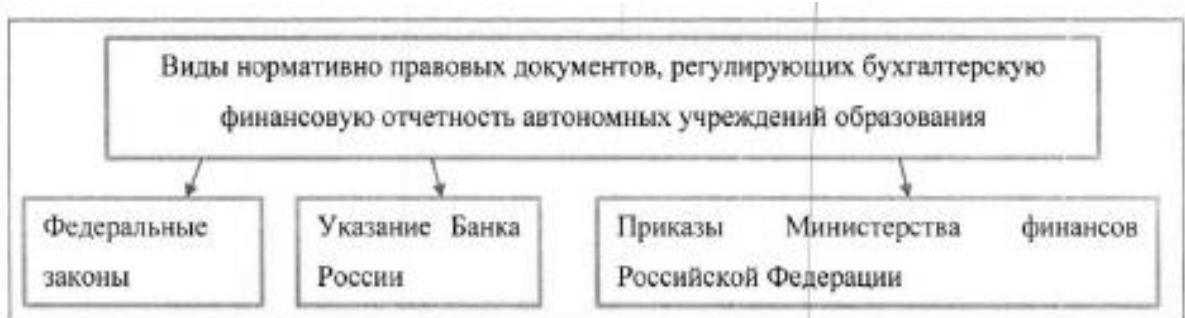 Виды нормативно правовых документов, регулирующих бухгалтерскую
финансовую отчетность автономных учреждений образования
Федеральные
законы
Указание Банка
России
Приказы Министерства финансов
Российской Федерации